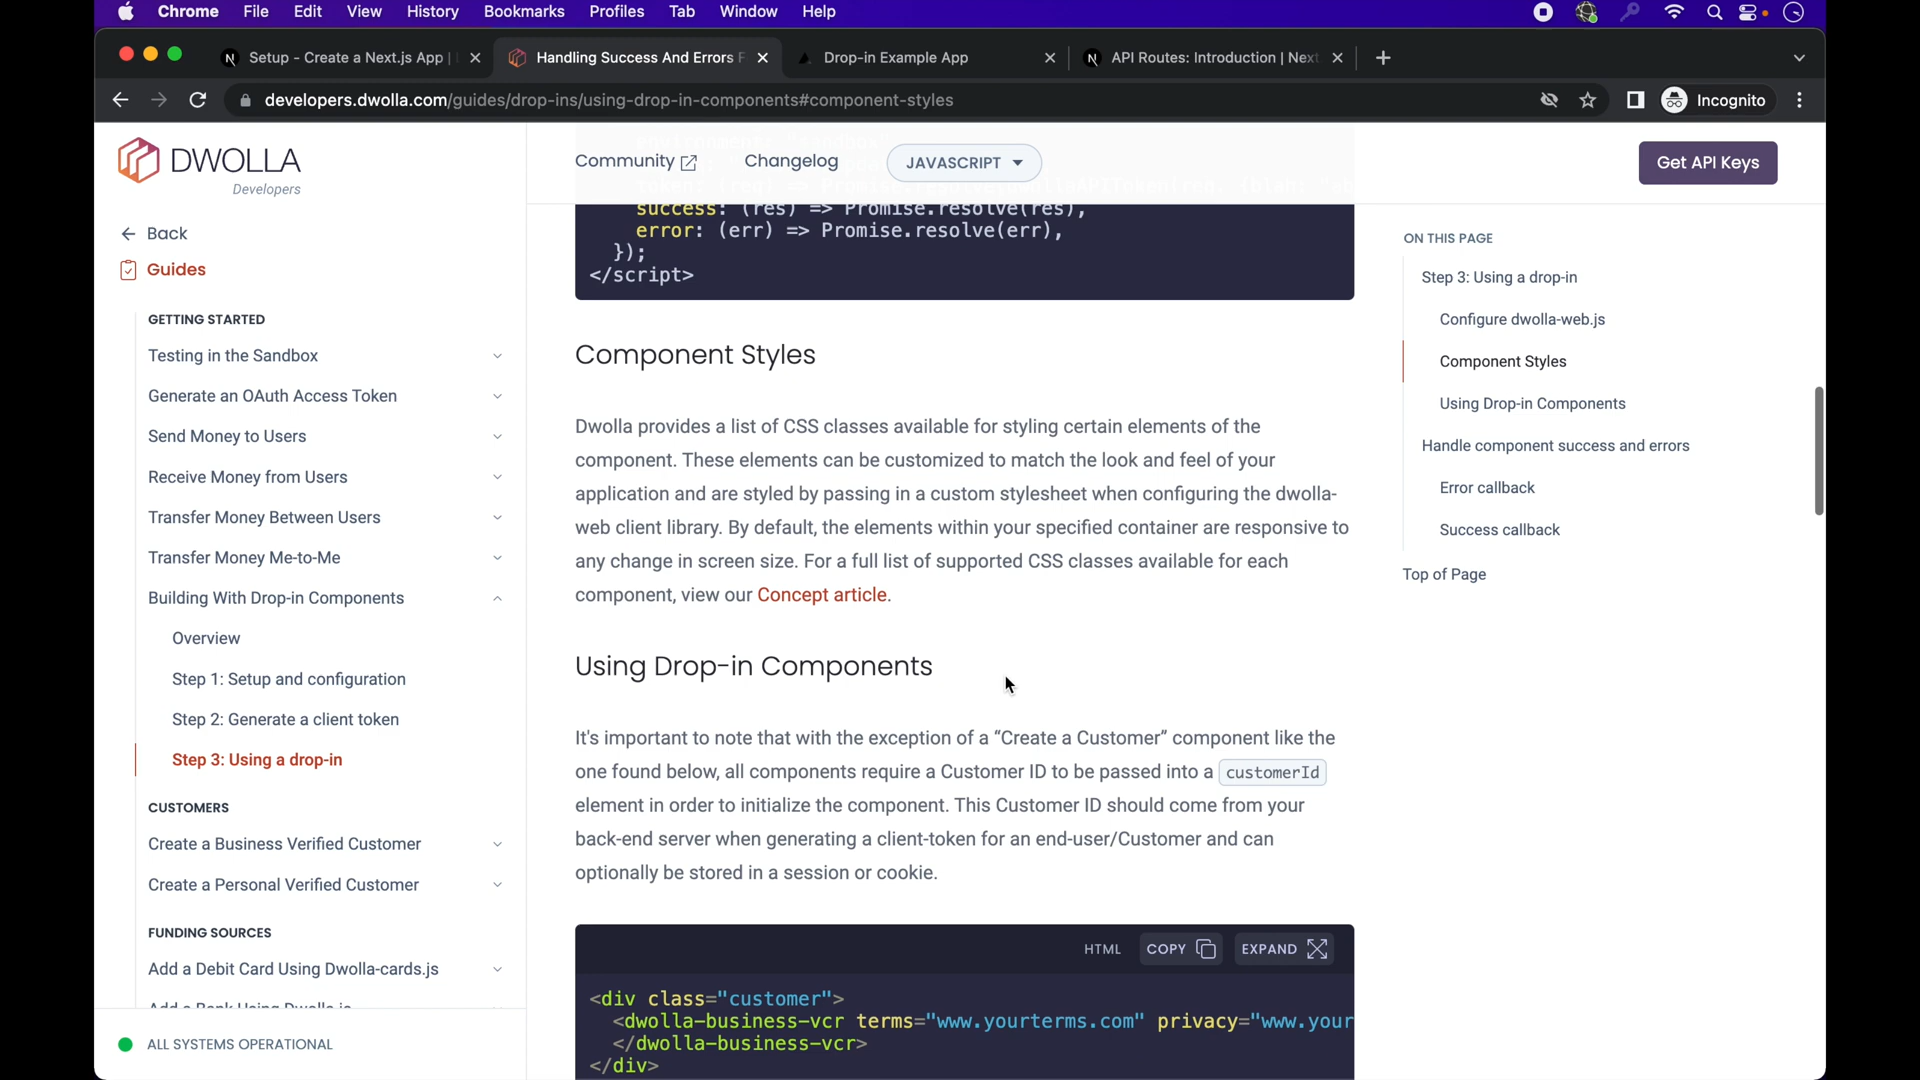 Chrome File Edit View History Bookmarks Profiles Tab Window Help
Setup - Create a Next.js App |
Handling Success And Errors F
Drop-in Example App
API Routes: Introduction | Next
developers.dwolla.com/guides/drop-ins/using-drop-in-components#component-styles
Incognito
DWOLLA
Developers
Community
Changelog
JAVASCRIPT
Get API Keys
Back
Guides
GETTING STARTED
Testing in the Sandbox
Generate an OAuth Access Token
Send Money to Users
Receive Money from Users
Transfer Money Between Users
Transfer Money Me-to-Me
Building With Drop-in Components
Overview
Step 1: Setup and configuration
Step 2: Generate a client token
Step 3: Using a drop-in
CUSTOMERS
Create a Business Verified Customer
Create a Personal Verified Customer
FUNDING SOURCES
Add a Debit Card Using Dwolla-cards.js
ALL SYSTEMS OPERATIONAL
success: (res) => Promise.resolve(res),
error: (err) => Promise.resolve(err),
});
</script>
Component Styles
Dwolla provides a list of CSS classes available for styling certain elements of the
component. These elements can be customized to match the look and feel of your
application and are styled by passing in a custom stylesheet when configuring the dwolla-
web client library. By default, the elements within your specified container are responsive to
any change in screen size. For a full list of supported CSS classes available for each
component, view our Concept article.
Using Drop-in Components
It's important to note that with the exception of a “Create a Customer” component like the
one found below, all components require a Customer ID to be passed into a customerId
element in order to initialize the component. This Customer ID should come from your
back-end server when generating a client-token for an end-user/Customer and can
optionally be stored in a session or cookie.
HTML COPY EXPAND
<div class="customer">
<dwolla-business-vcr terms="www.yourterms.com" privacy="www.your
</dwolla-business-vcr>
</div>
ON THIS PAGE
Step 3: Using a drop-in
Configure dwolla-web.js
Component Styles
Using Drop-in Components
Handle component success and errors
Error callback
Success callback
Top of Page